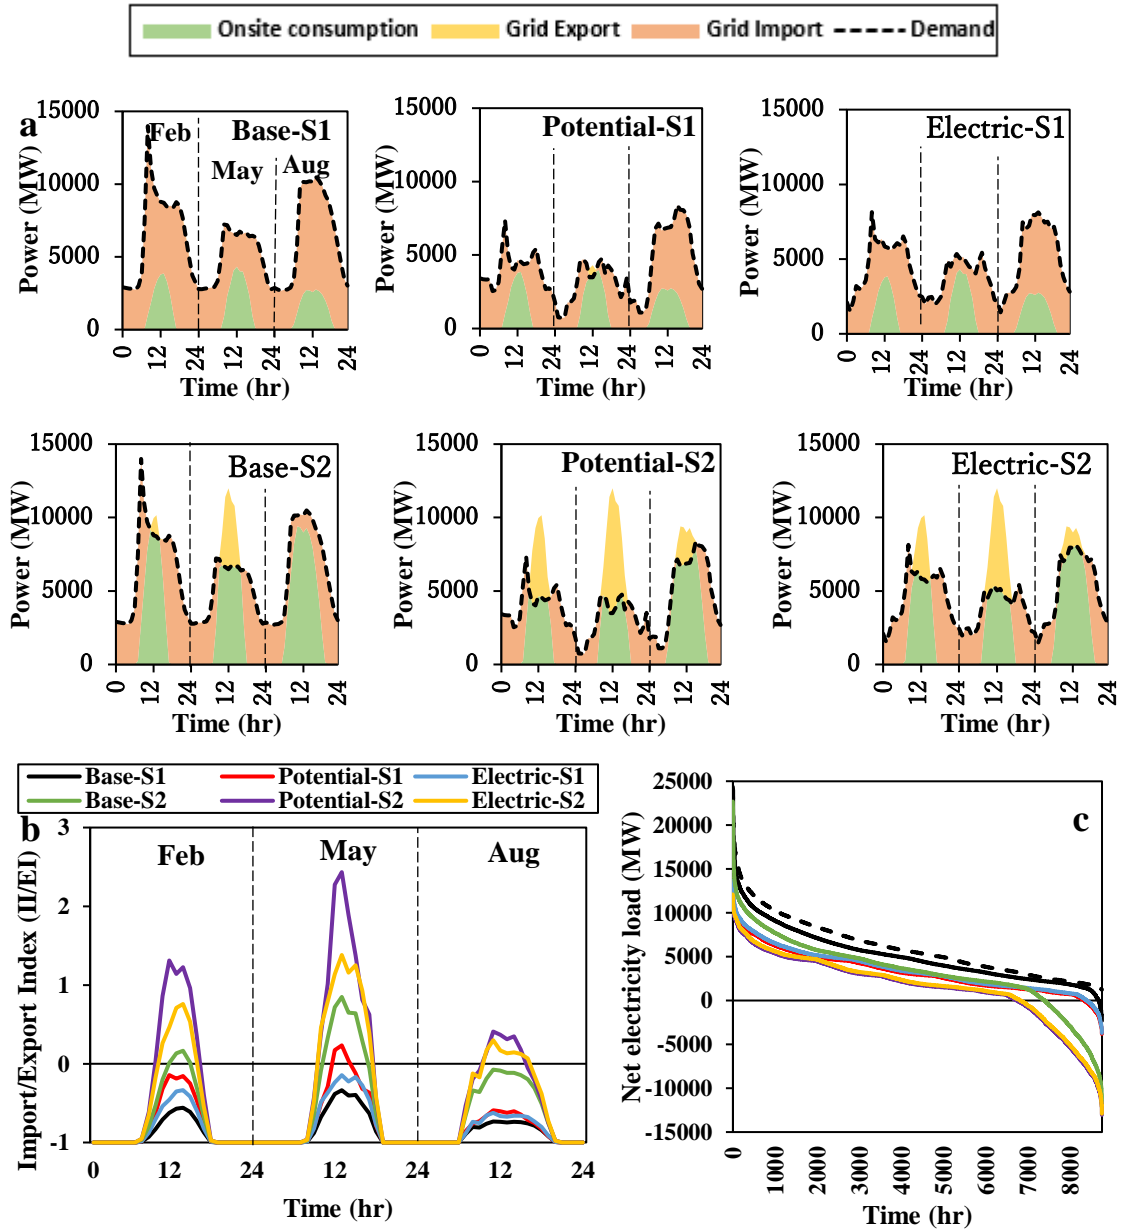 Onsite consumption Grid Export Grid Import Demand
a
15000 10000 5000 0
Power (MW)
Feb Base-S1
May Aug
0 12 24 12 24 12 24
Time (hr)
15000 10000 5000 0
Power (MW)
Potential-S1
0 12 24 12 24 12 24
Time (hr)
15000 10000 5000 0
Power (MW)
Electric-S1
0 12 24 12 24 12 24
Time (hr)
15000 10000 5000 0
Power (MW)
Base-S2
0 12 24 12 24 12 24
Time (hr)
15000 10000 5000 0
Power (MW)
Potential-S2
0 12 24 12 24 12 24
Time (hr)
15000 10000 5000 0
Power (MW)
Electric-S2
0 12 24 12 24 12 24
Time (hr)
Base-S1 Potential-S1 Electric-S1
Base-S2 Potential-S2 Electric-S2
b
3 2 1 0 -1
Import/Export Index (II/EI)
Feb May Aug
0 12 24 12 24 12 24
Time (hr)
c
25000 20000 15000 10000 5000 0 -5000 -10000 -15000
Net electricity load (MW)
0 1000 2000 3000 4000 5000 6000 7000 8000
Time (hr)